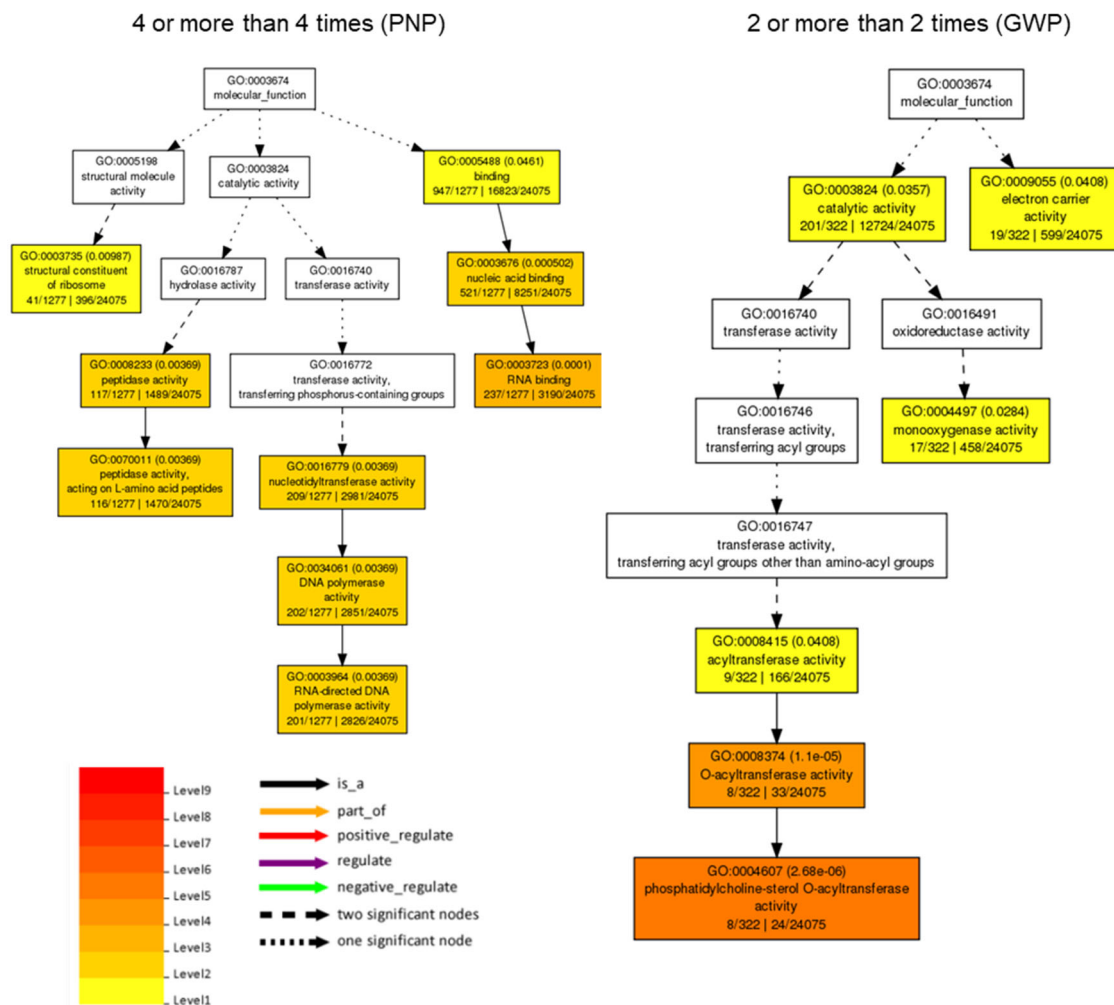 4 or more than 4 times (PNP)
GO:0003674
molecular_function
GO:0005198
structural molecule
activity
GO:0003824
catalytic activity
GO:0005488 (0.0461)
binding
947/1277 | 16823/24075
GO:0003735 (0.00987)
structural constituent
of ribosome
41/1277 | 396/24075
GO:0016787
hydrolase activity
GO:0016740
transferase activity
GO:0003676 (0.000502)
nucleic acid binding
521/1277 | 8251/24075
GO:0008233 (0.00369)
peptidase activity
117/1277 | 1489/24075
GO:0016772
transferase activity,
transferring phosphorus-containing groups
GO:0003723 (0.0001)
RNA binding
237/1277 | 3190/24075
GO:0070011 (0.00369)
peptidase activity,
acting on L-amino acid peptides
116/1277 | 1470/24075
GO:0016779 (0.00369)
nucleotidyltransferase activity
209/1277 | 2981/24075
GO:0034061 (0.00369)
DNA polymerase
activity
202/1277 | 2851/24075
GO:0003964 (0.00369)
RNA-directed DNA
polymerase activity
201/1277 | 2826/24075
Level9
Level8
Level7
Level6
Level5
Level4
Level3
Level2
Level1
is_a
part_of
positive_regulate
regulate
negative_regulate
two significant nodes
one significant node
2 or more than 2 times (GWP)
GO:0003674
molecular_function
GO:0003824 (0.0357)
catalytic activity
201/322 | 12724/24075
GO:0009055 (0.0408)
electron carrier
activity
19/322 | 599/24075
GO:0016740
transferase activity
GO:0016491
oxidoreductase activity
GO:0016746
transferase activity,
transferring acyl groups
GO:0004497 (0.0284)
monooxygenase activity
17/322 | 458/24075
GO:0016747
transferase activity,
transferring acyl groups other than amino-acyl groups
GO:0008415 (0.0408)
acyltransferase activity
9/322 | 166/24075
GO:0008374 (1.1e-05)
O-acyltransferase activity
8/322 | 33/24075
GO:0004607 (2.68e-06)
phosphatidylcholine-sterol O-acyltransferase
activity
8/322 | 24/24075